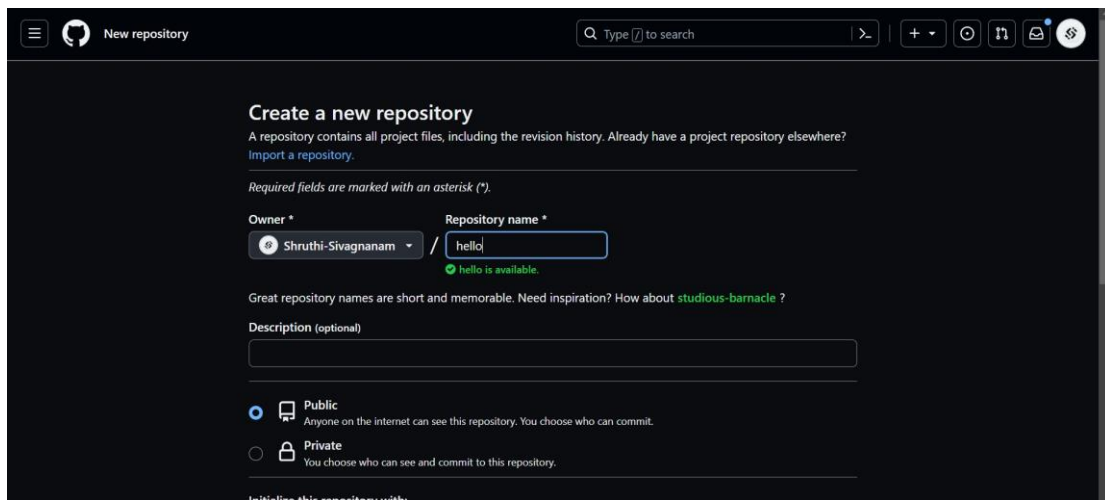 New repository
Type / to search
Create a new repository
A repository contains all project files, including the revision history. Already have a project repository elsewhere?
Import a repository.
Required fields are marked with an asterisk (*).
Owner *
Repository name *
Shruthi-Sivagnanam
/
hello
hello is available.
Great repository names are short and memorable. Need inspiration? How about studious-barnacle ?
Description (optional)
Public
Anyone on the internet can see this repository. You choose who can commit.
Private
You choose who can see and commit to this repository.
Initialize this repository with: